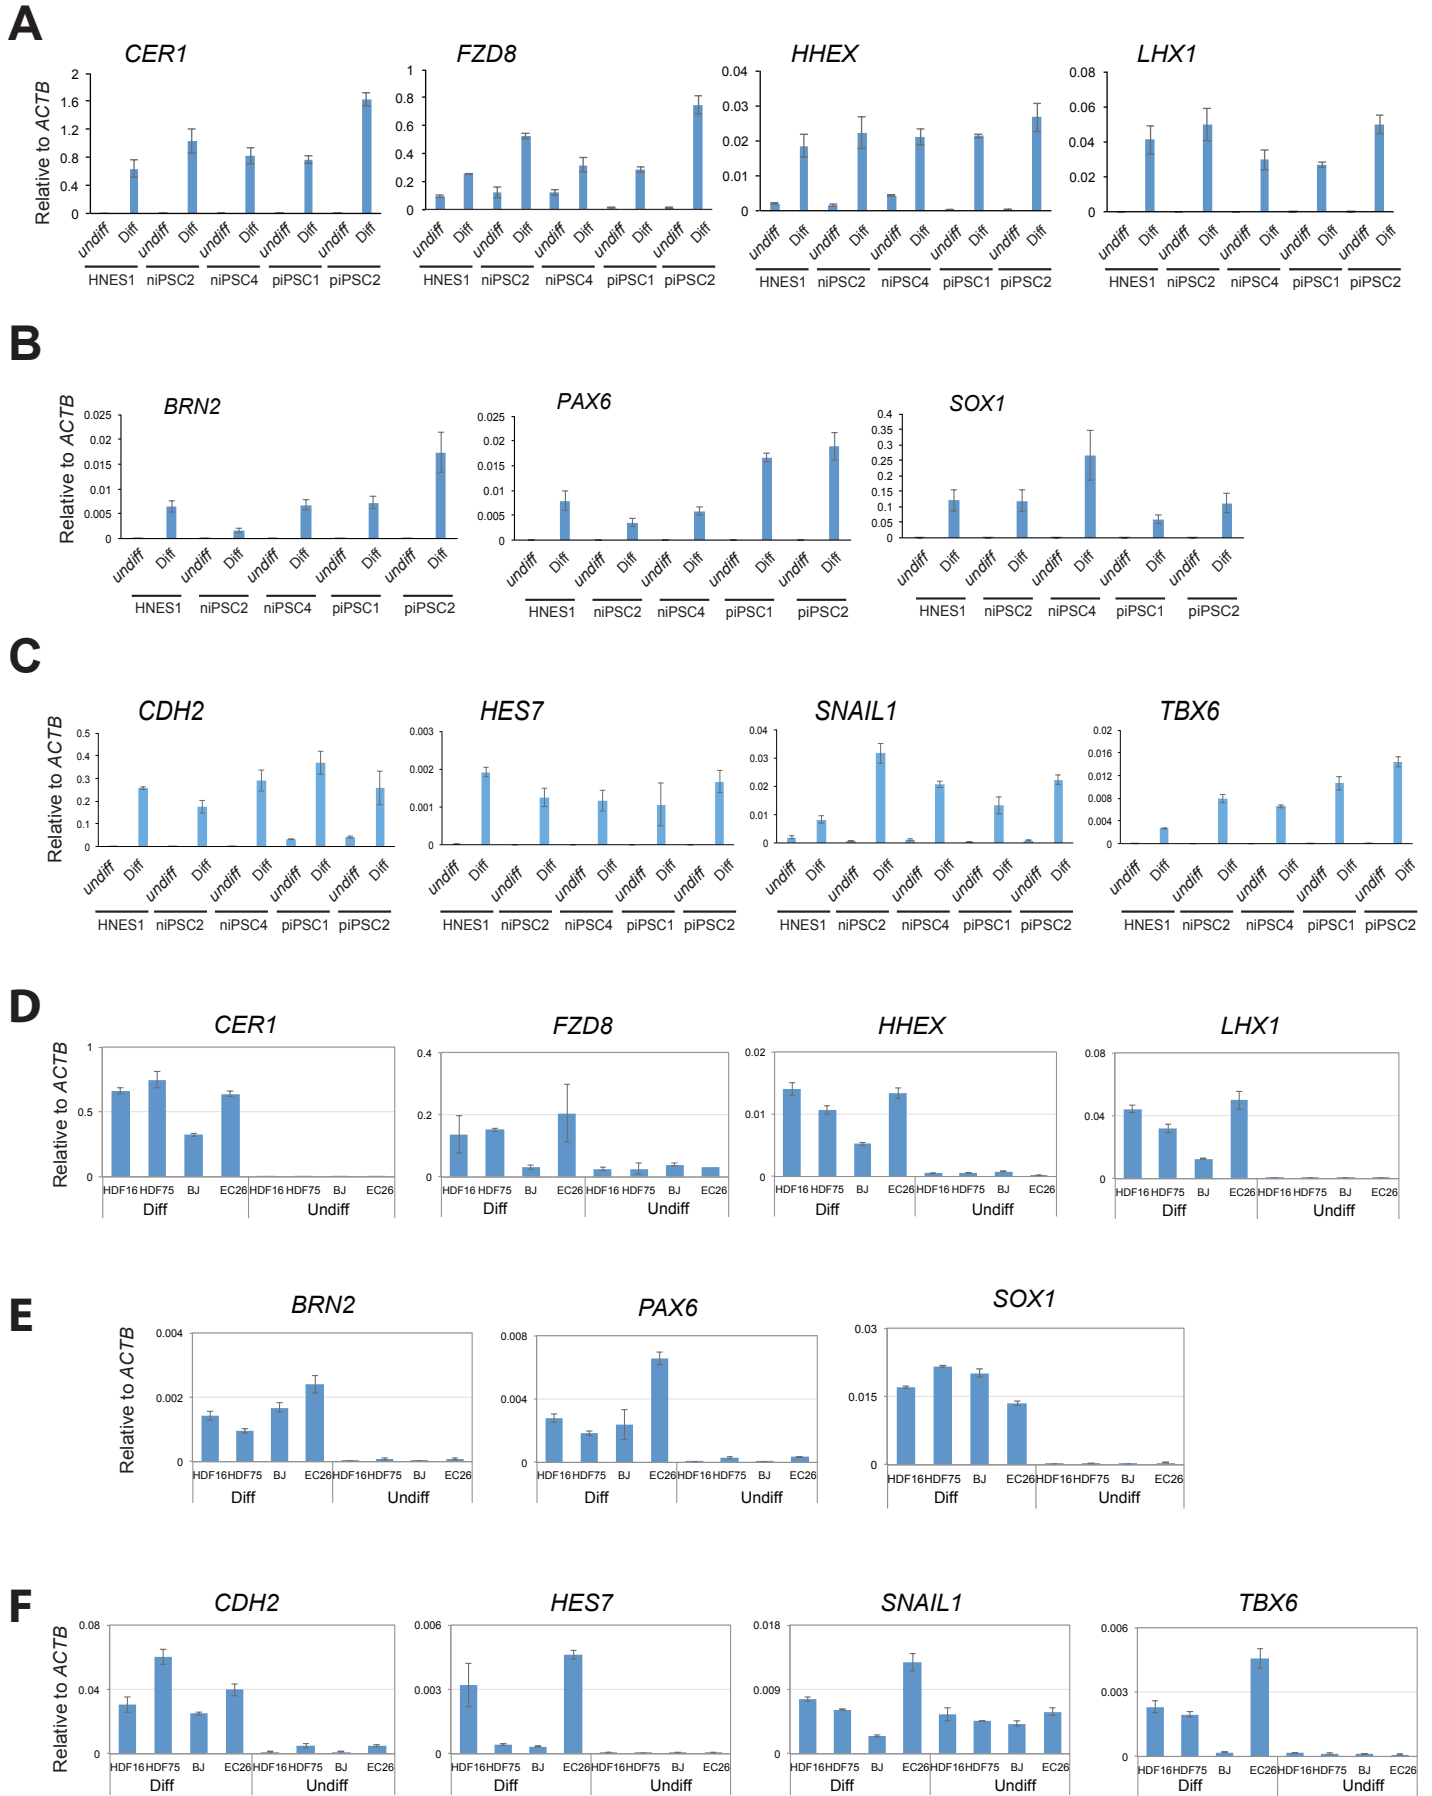 A
CER1 FZD8 HHEX LHX1
Relative to ACTB
2 1.6 1.2 0.8 0.4 0
1 0.8 0.6 0.4 0.2 0
0.04 0.03 0.02 0.01 0
0.08 0.06 0.04 0.02 0
undiff Diff undiff Diff undiff Diff undiff Diff undiff Diff
undiff Diff undiff Diff undiff Diff undiff Diff undiff Diff
undiff Diff undiff Diff undiff Diff undiff Diff undiff Diff
undiff Diff undiff Diff undiff Diff undiff Diff undiff Diff
HNES1 niPSC2 niPSC4 piPSC1 piPSC2
HNES1 niPSC2 niPSC4 piPSC1 piPSC2
HNES1 niPSC2 niPSC4 piPSC1 piPSC2
HNES1 niPSC2 niPSC4 piPSC1 piPSC2
B
BRN2 PAX6 SOX1
Relative to ACTB
0.025 0.02 0.015 0.01 0.005 0
0.025 0.02 0.015 0.01 0.005 0
0.4 0.35 0.3 0.25 0.2 0.15 0.1 0.05 0
undiff Diff undiff Diff undiff Diff undiff Diff undiff Diff
undiff Diff undiff Diff undiff Diff undiff Diff undiff Diff
undiff Diff undiff Diff undiff Diff undiff Diff undiff Diff
HNES1 niPSC2 niPSC4 piPSC1 piPSC2
HNES1 niPSC2 niPSC4 piPSC1 piPSC2
HNES1 niPSC2 niPSC4 piPSC1 piPSC2
C
CDH2 HES7 SNAIL1 TBX6
Relative to ACTB
0.5 0.4 0.3 0.2 0.1 0
0.003 0.002 0.001 0
0.04 0.03 0.02 0.01 0
0.02 0.016 0.012 0.008 0.004 0
undiff Diff undiff Diff undiff Diff undiff Diff undiff Diff
undiff Diff undiff Diff undiff Diff undiff Diff undiff Diff
undiff Diff undiff Diff undiff Diff undiff Diff undiff Diff
undiff Diff undiff Diff undiff Diff undiff Diff undiff Diff
HNES1 niPSC2 niPSC4 piPSC1 piPSC2
HNES1 niPSC2 niPSC4 piPSC1 piPSC2
HNES1 niPSC2 niPSC4 piPSC1 piPSC2
HNES1 niPSC2 niPSC4 piPSC1 piPSC2
D
CER1 FZD8 HHEX LHX1
Relative to ACTB
1 0.5 0
0.4 0.2 0
0.02 0.01 0
0.08 0.04 0
HDF16 HDF75 BJ EC26 HDF16 HDF75 BJ EC26
HDF16 HDF75 BJ EC26 HDF16 HDF75 BJ EC26
HDF16 HDF75 BJ EC26 HDF16 HDF75 BJ EC26
HDF16 HDF75 BJ EC26 HDF16 HDF75 BJ EC26
Diff Undiff Diff Undiff Diff Undiff Diff Undiff
E
BRN2 PAX6 SOX1
Relative to ACTB
0.004 0.002 0
0.008 0.004 0
0.03 0.015 0
HDF16 HDF75 BJ EC26 HDF16 HDF75 BJ EC26
HDF16 HDF75 BJ EC26 HDF16 HDF75 BJ EC26
HDF16 HDF75 BJ EC26 HDF16 HDF75 BJ EC26
Diff Undiff Diff Undiff Diff Undiff
F
CDH2 HES7 SNAIL1 TBX6
Relative to ACTB
0.08 0.04 0
0.006 0.003 0
0.018 0.009 0
0.006 0.003 0
HDF16 HDF75 BJ EC26 HDF16 HDF75 BJ EC26
HDF16 HDF75 BJ EC26 HDF16 HDF75 BJ EC26
HDF16 HDF75 BJ EC26 HDF16 HDF75 BJ EC26
HDF16 HDF75 BJ EC26 HDF16 HDF75 BJ EC26
Diff Undiff Diff Undiff Diff Undiff Diff Undiff